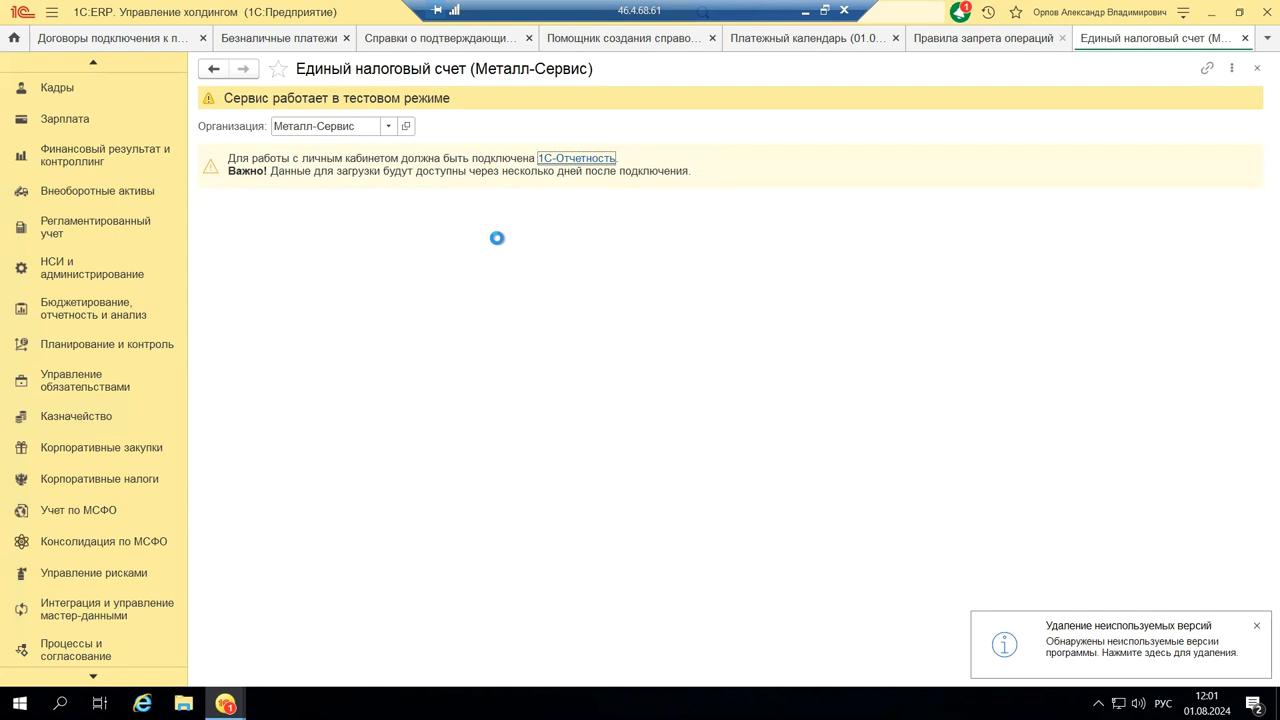 1С:ERP. Управление холдингом (1С:Предприятие)
46.4.68.61
1
Орлов Александр Владимирович
Договоры подключения к п...
Безналичные платежи
Справки о подтверждающи...
Помощник создания справо...
Платежный календарь (01.0...
Правила запрета операций
Единый налоговый счет (М...
Единый налоговый счет (Металл-Сервис)
Сервис работает в тестовом режиме
Организация: Металл-Сервис
Для работы с личным кабинетом должна быть подключена 1С-Отчетность.
Важно! Данные для загрузки будут доступны через несколько дней после подключения.
Кадры
Зарплата
Финансовый результат и
контроллинг
Внеоборотные активы
Регламентированный
учет
НСИ и
администрирование
Бюджетирование,
отчетность и анализ
Планирование и контроль
Управление
обязательствами
Казначейство
Корпоративные закупки
Корпоративные налоги
Учет по МСФО
Консолидация по МСФО
Управление рисками
Интеграция и управление
мастер-данными
Процессы и
согласование
Удаление неиспользуемых версий
Обнаружены неиспользуемые версии
программы. Нажмите здесь для удаления.
1
РУС
12:01
01.08.2024
2